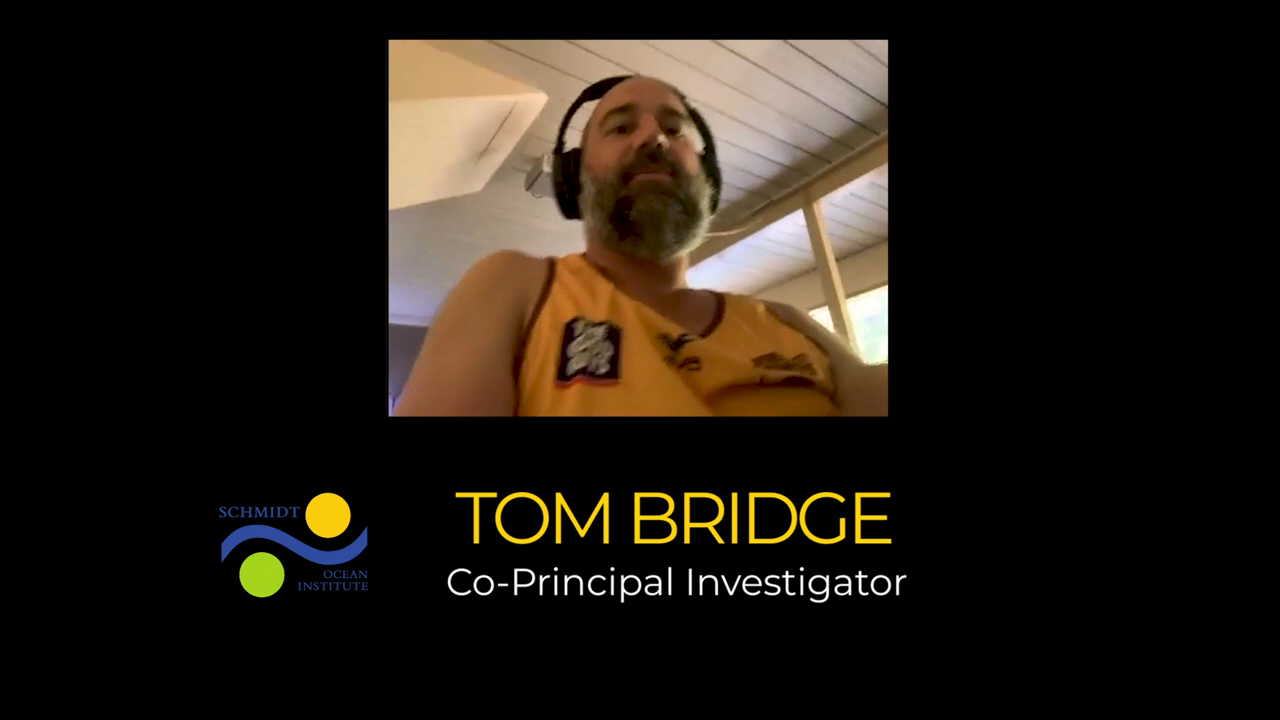 SCHMIDT
OCEAN
INSTITUTE
TOM BRIDGE
Co-Principal Investigator